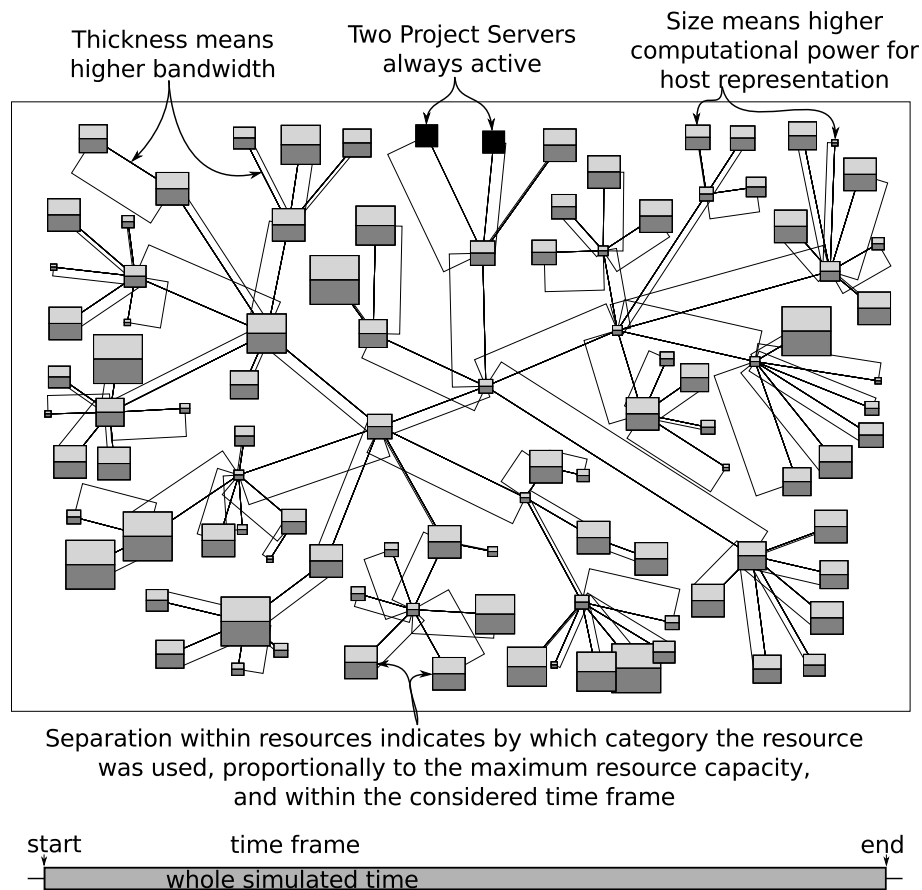 Thickness means
higher bandwidth
Two Project Servers
always active
Size means higher
computational power for
host representation
Separation within resources indicates by which category the resource
was used, proportionally to the maximum resource capacity,
and within the considered time frame
start
time frame
end
whole simulated time